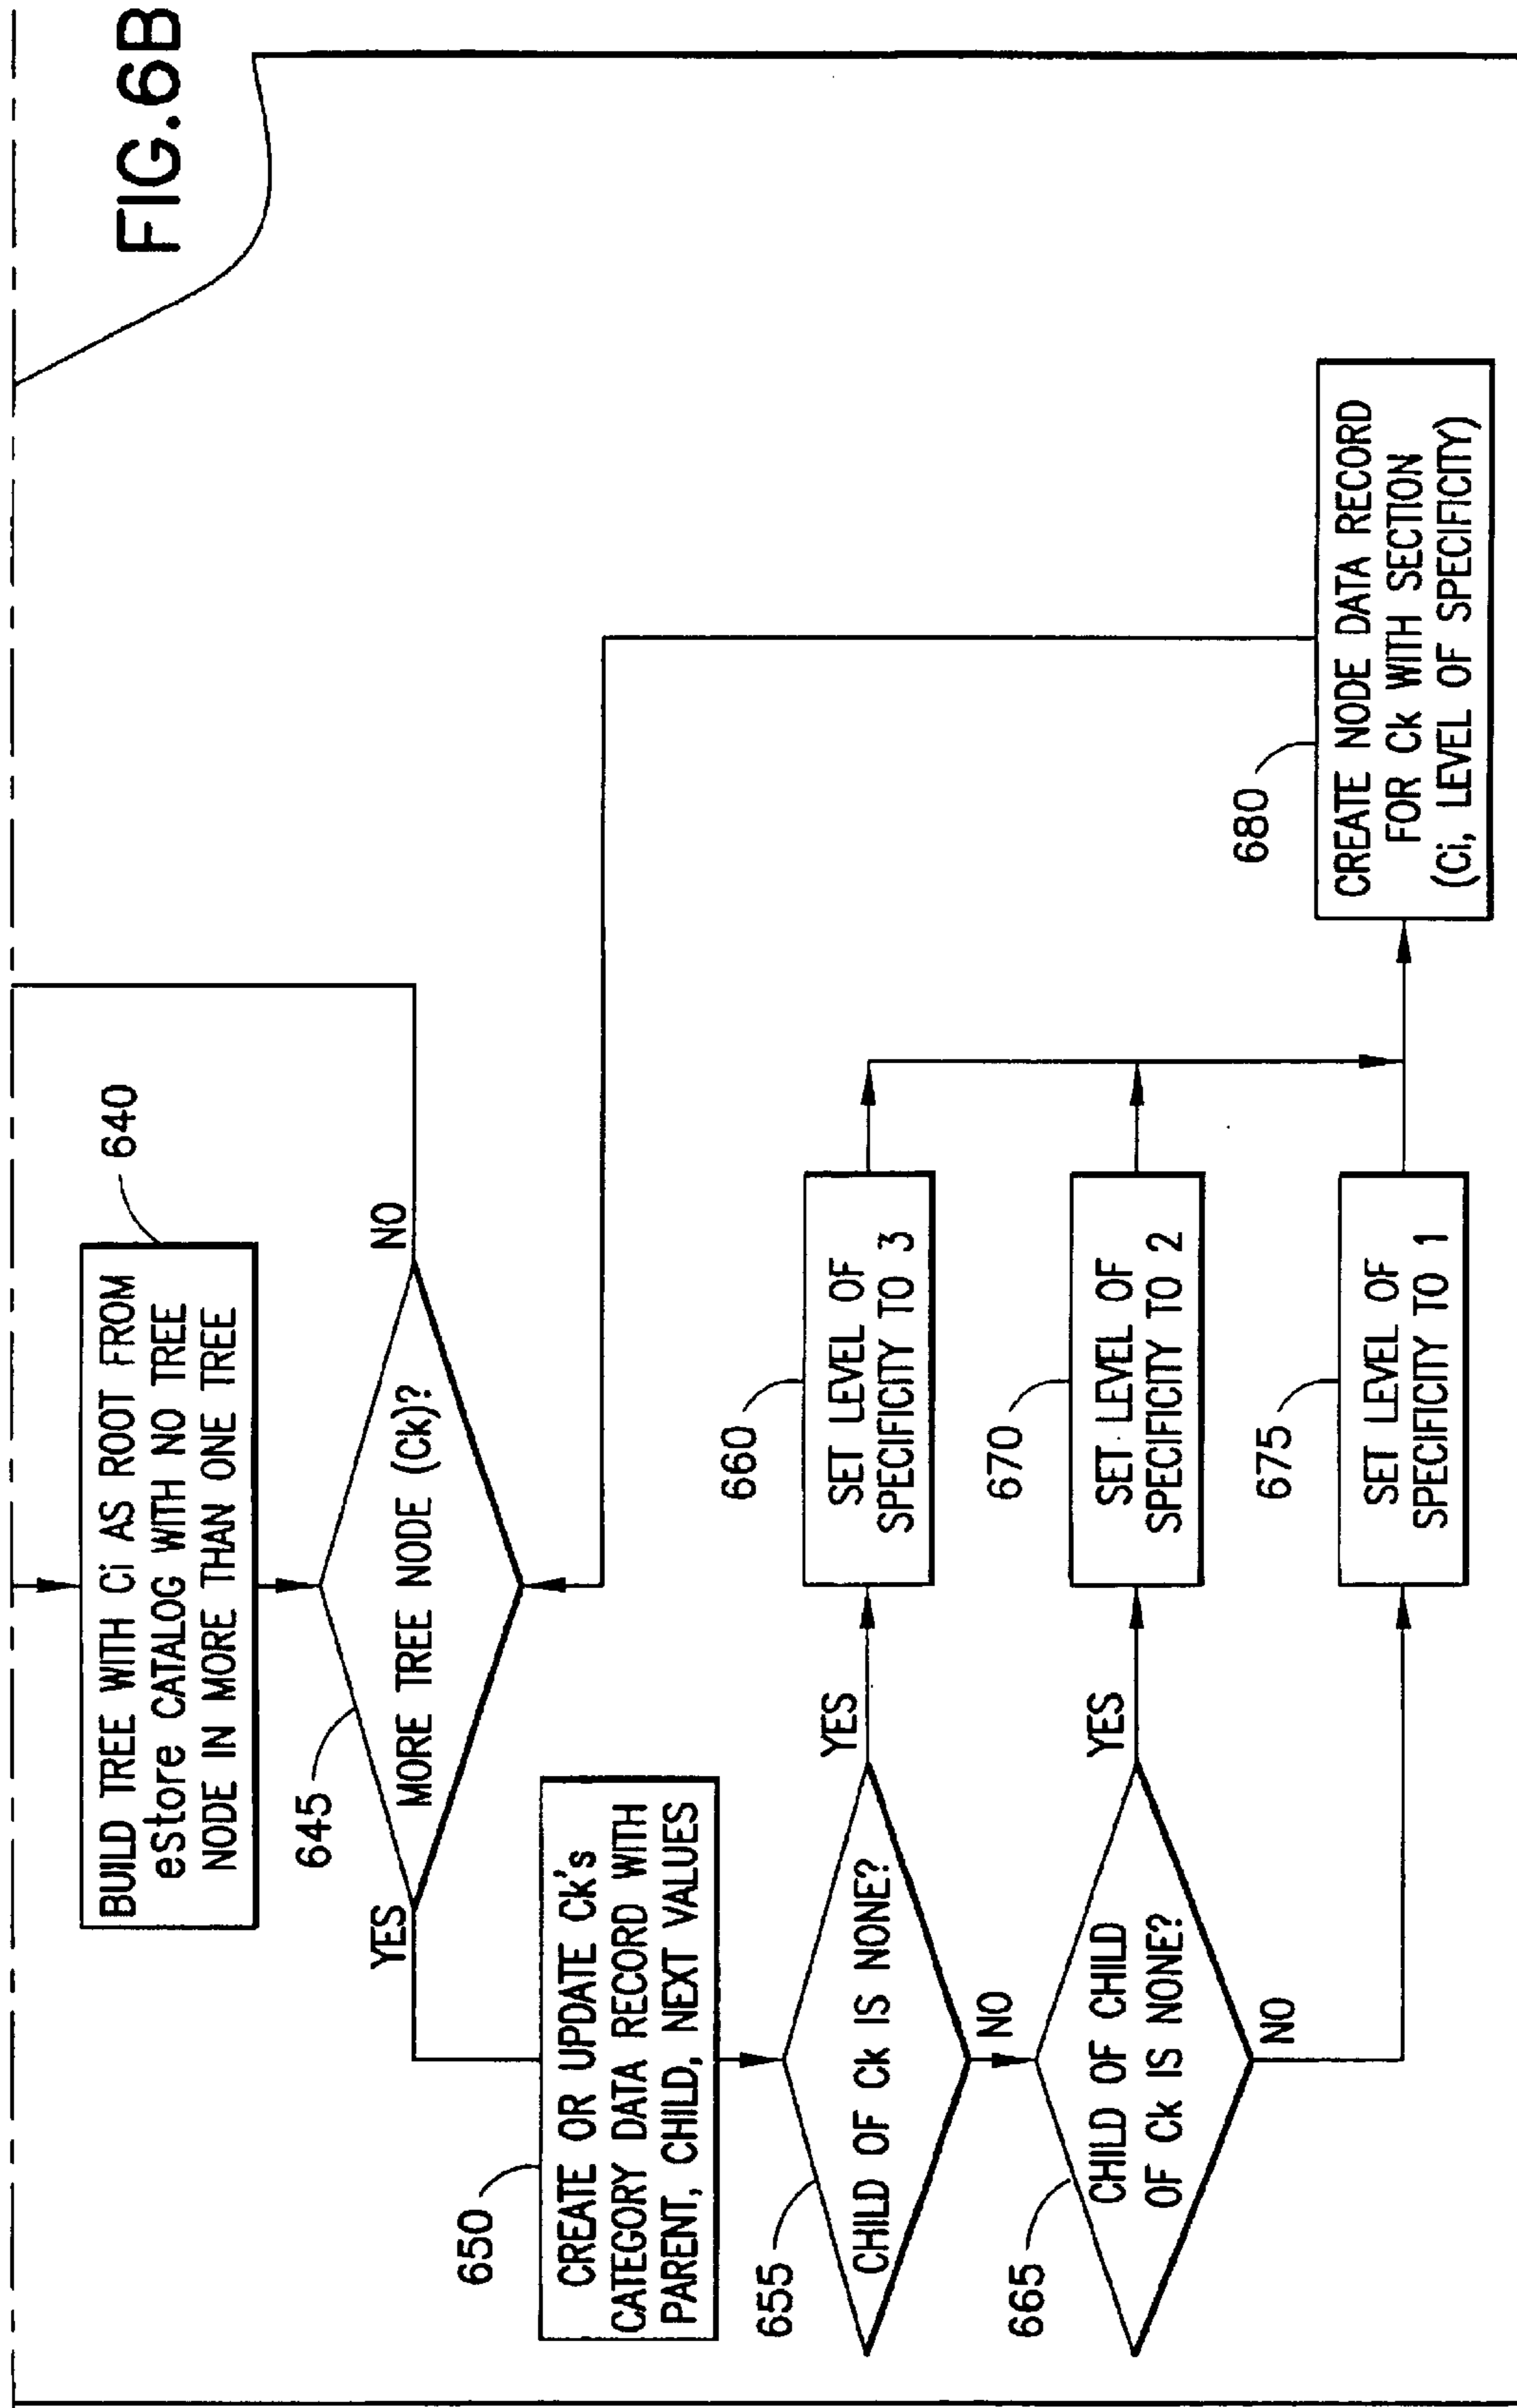 FIG.6B
BUILD TREE WITH Ci AS ROOT FROM
eStore CATALOG WITH NO TREE
NODE IN MORE THAN ONE TREE
640
645
MORE TREE NODE (Ck)?
YES
NO
650
CREATE OR UPDATE Ck's
CATEGORY DATA RECORD WITH
PARENT, CHILD, NEXT VALUES
655
CHILD OF Ck IS NONE?
YES
NO
660
SET LEVEL OF
SPECIFICITY TO 3
665
CHILD OF CHILD
OF Ck IS NONE?
YES
NO
670
SET LEVEL OF
SPECIFICITY TO 2
675
SET LEVEL OF
SPECIFICITY TO 1
680
CREATE NODE DATA RECORD
FOR Ck WITH SECTION
(Ci, LEVEL OF SPECIFICITY)